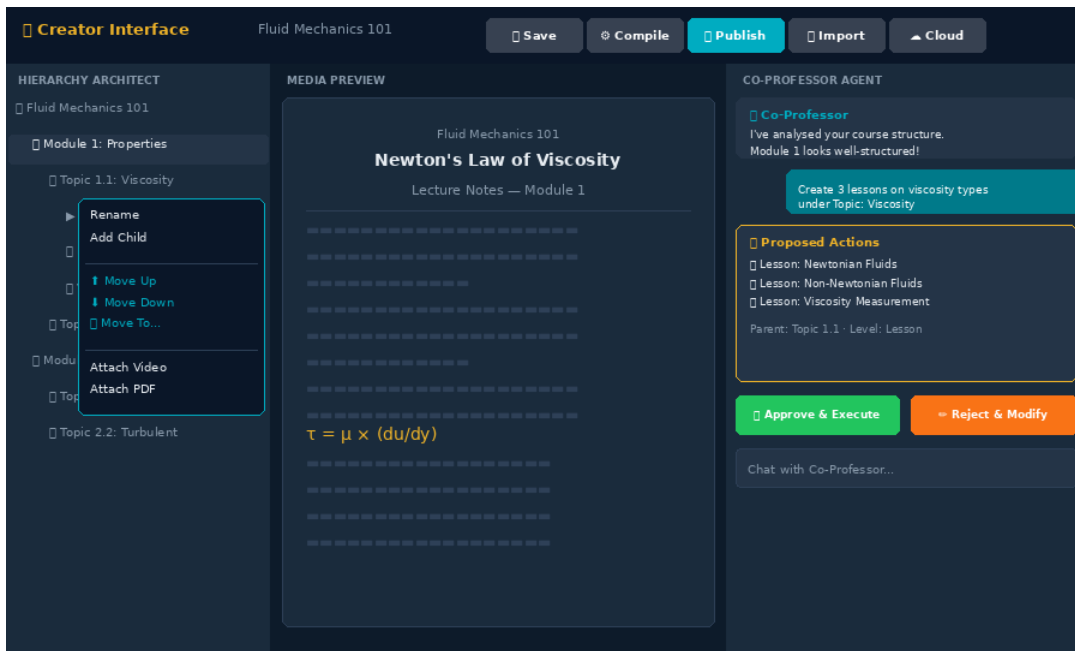 Creator Interface
Fluid Mechanics 101
Save
⚙ Compile
Publish
Import
☁ Cloud
HIERARCHY ARCHITECT
Fluid Mechanics 101
Module 1: Properties
Topic 1.1: Viscosity
▶
Rename
Add Child
⬆ Move Up
⬇ Move Down
Move To...
Attach Video
Attach PDF
Topic 2.2: Turbulent
MEDIA PREVIEW
Fluid Mechanics 101
Newton's Law of Viscosity
Lecture Notes — Module 1
τ = μ × (du/dy)
CO-PROFESSOR AGENT
Co-Professor
I've analysed your course structure.
Module 1 looks well-structured!
Create 3 lessons on viscosity types
under Topic: Viscosity
Proposed Actions
Lesson: Newtonian Fluids
Lesson: Non-Newtonian Fluids
Lesson: Viscosity Measurement
Parent: Topic 1.1 · Level: Lesson
Approve & Execute
✏ Reject & Modify
Chat with Co-Professor...